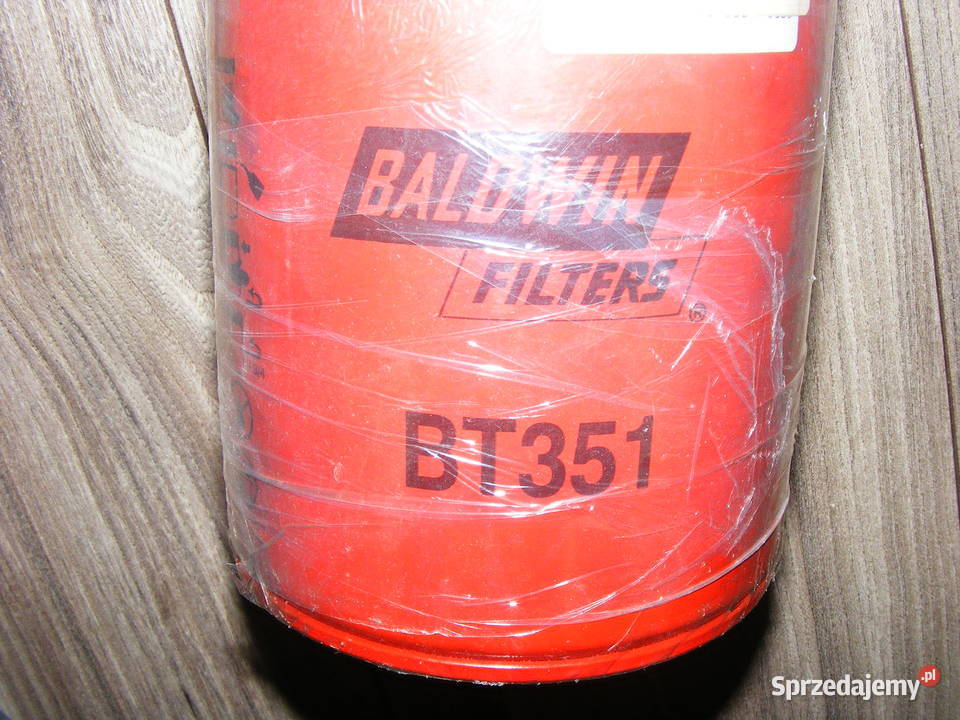 BALDWIN
FILTERS®
BT351
Sprzedajemy.pl